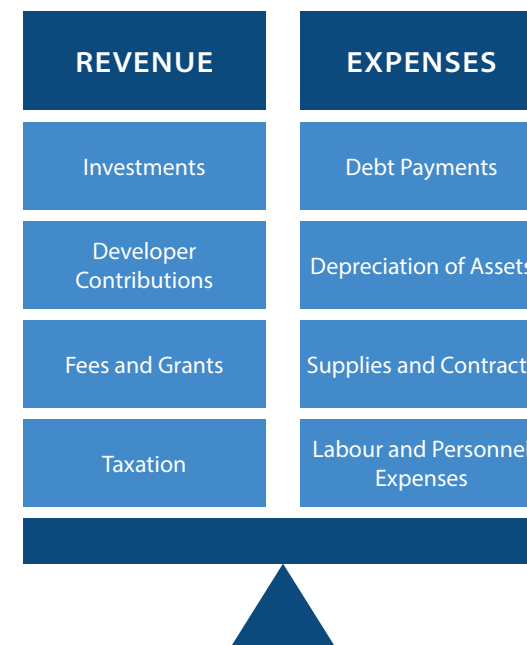 REVENUE
EXPENSES
Investments
Debt Payments
Developer
Contributions
Depreciation of Assets
Fees and Grants
Supplies and Contract
Taxation
Labour and Personnel
Expenses